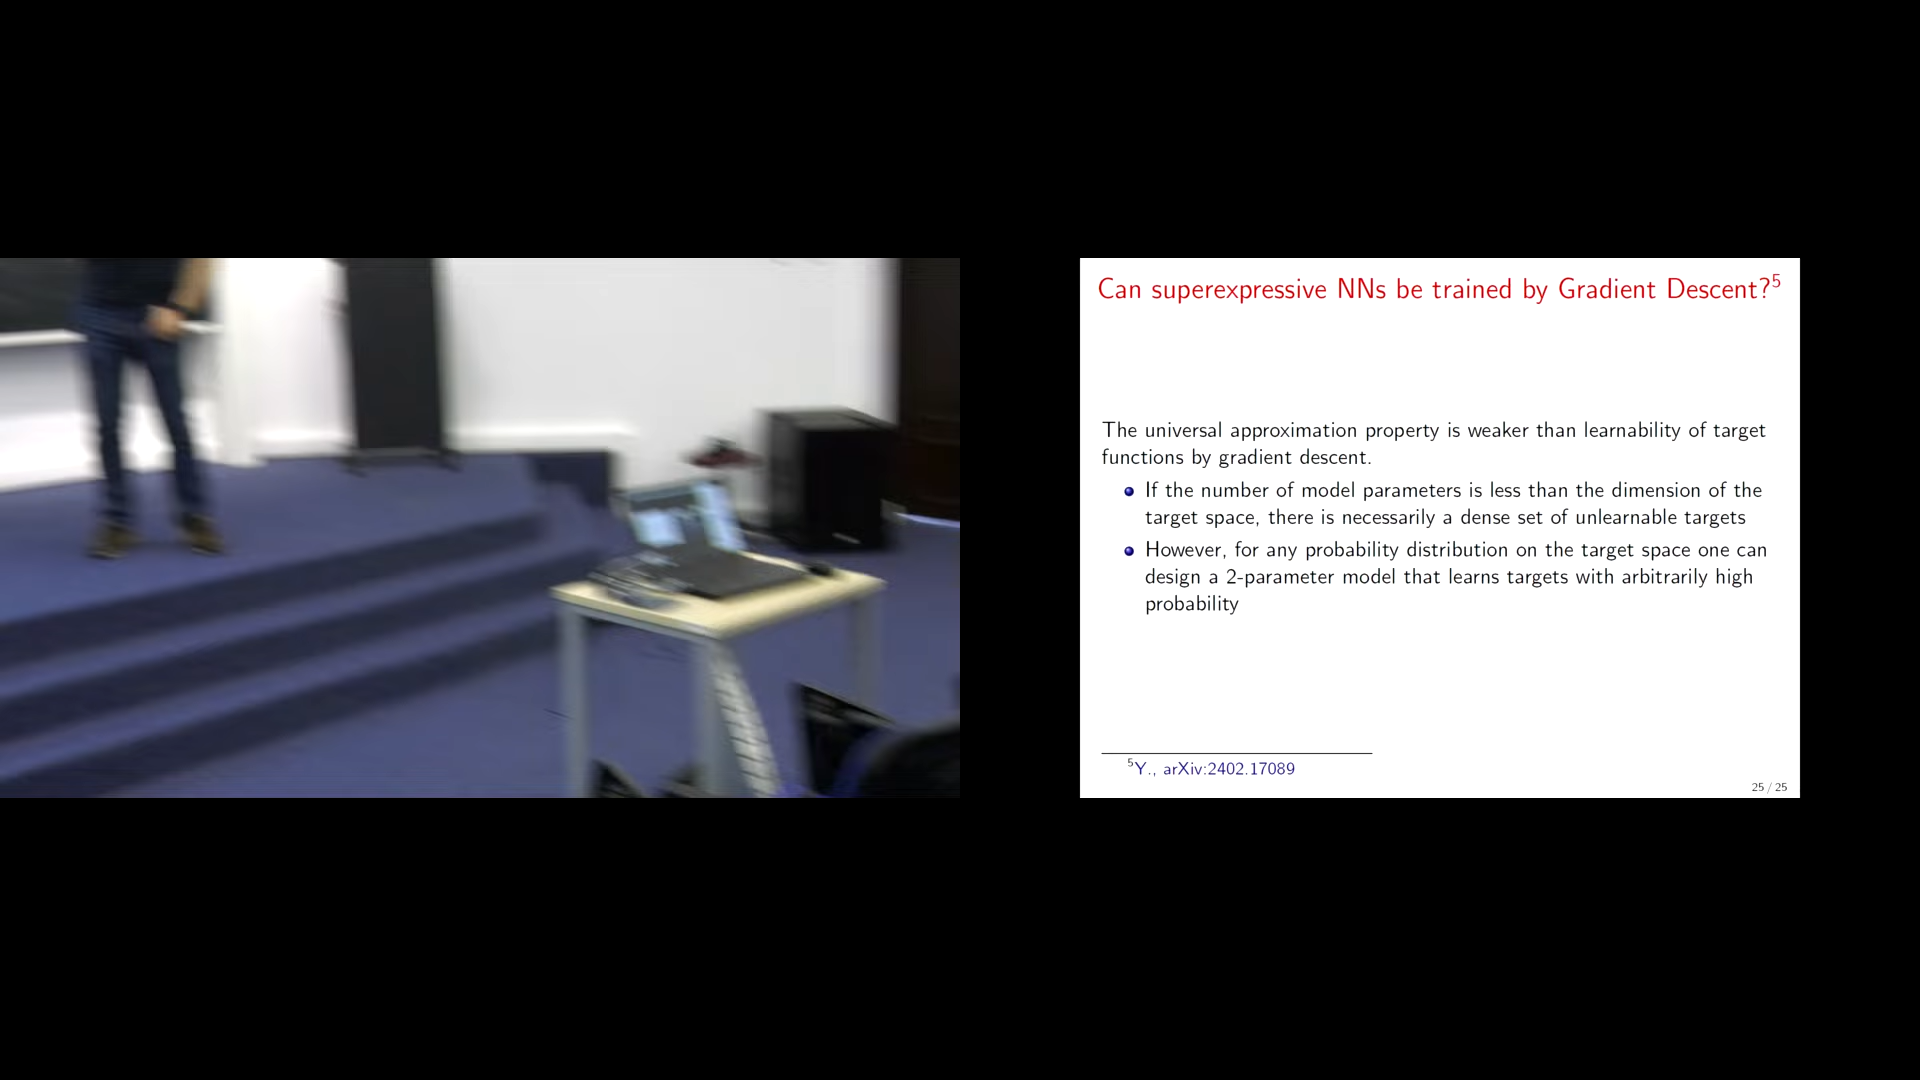 Can superexpressive NNs be trained by Gradient Descent?5
The universal approximation property is weaker than learnability of target
functions by gradient descent.
If the number of model parameters is less than the dimension of the
target space, there is necessarily a dense set of unlearnable targets
However, for any probability distribution on the target space one can
design a 2-parameter model that learns targets with arbitrarily high
probability
5Y., arXiv:2402.17089
25 / 25